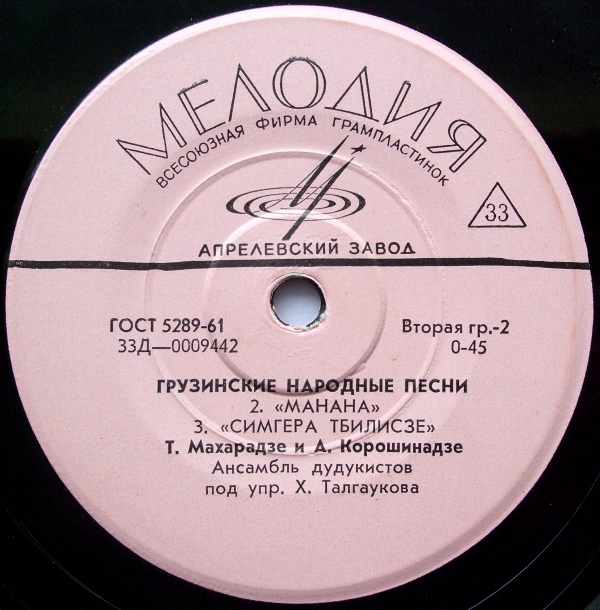 МЕЛОДИЯ
ВСЕСОЮЗНАЯ ФИРМА ГРАМПЛАСТИНОК
33
АПРЕЛЕВСКИЙ ЗАВОД
ГОСТ 5289-61 Вторая гр.-2
33Д—0009442 0-45
ГРУЗИНСКИЕ НАРОДНЫЕ ПЕСНИ
2. «МАНАНА»
3. «СИМГЕРА ТБИЛИСЗЕ»
Т. Махарадзе и Д. Корошинадзе
Ансамбль дудукистов
под упр. Х. Талгаукова